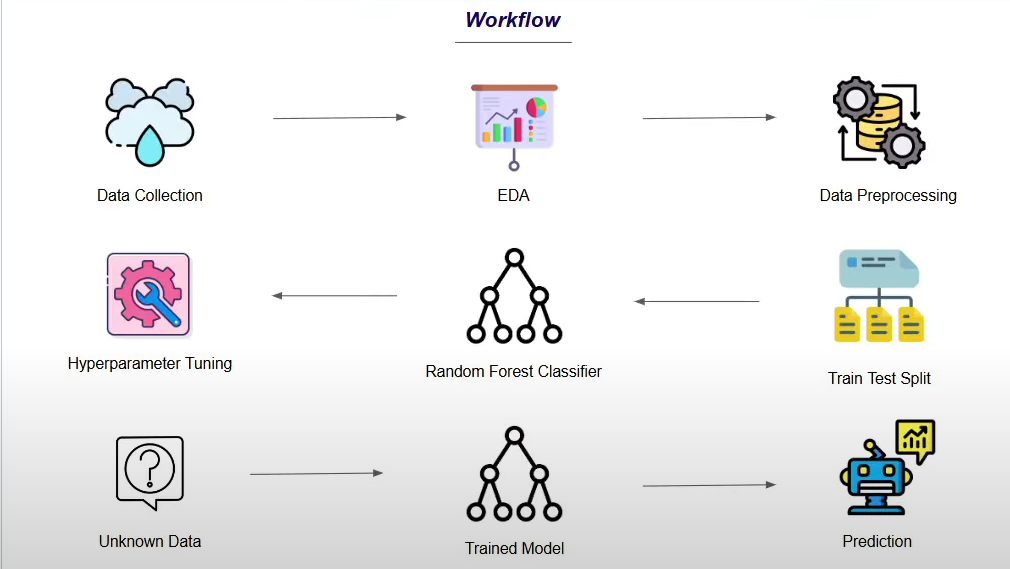 Workflow
Data Collection
EDA
Data Preprocessing
Hyperparameter Tuning
Random Forest Classifier
Train Test Split
?
Unknown Data
Trained Model
Prediction